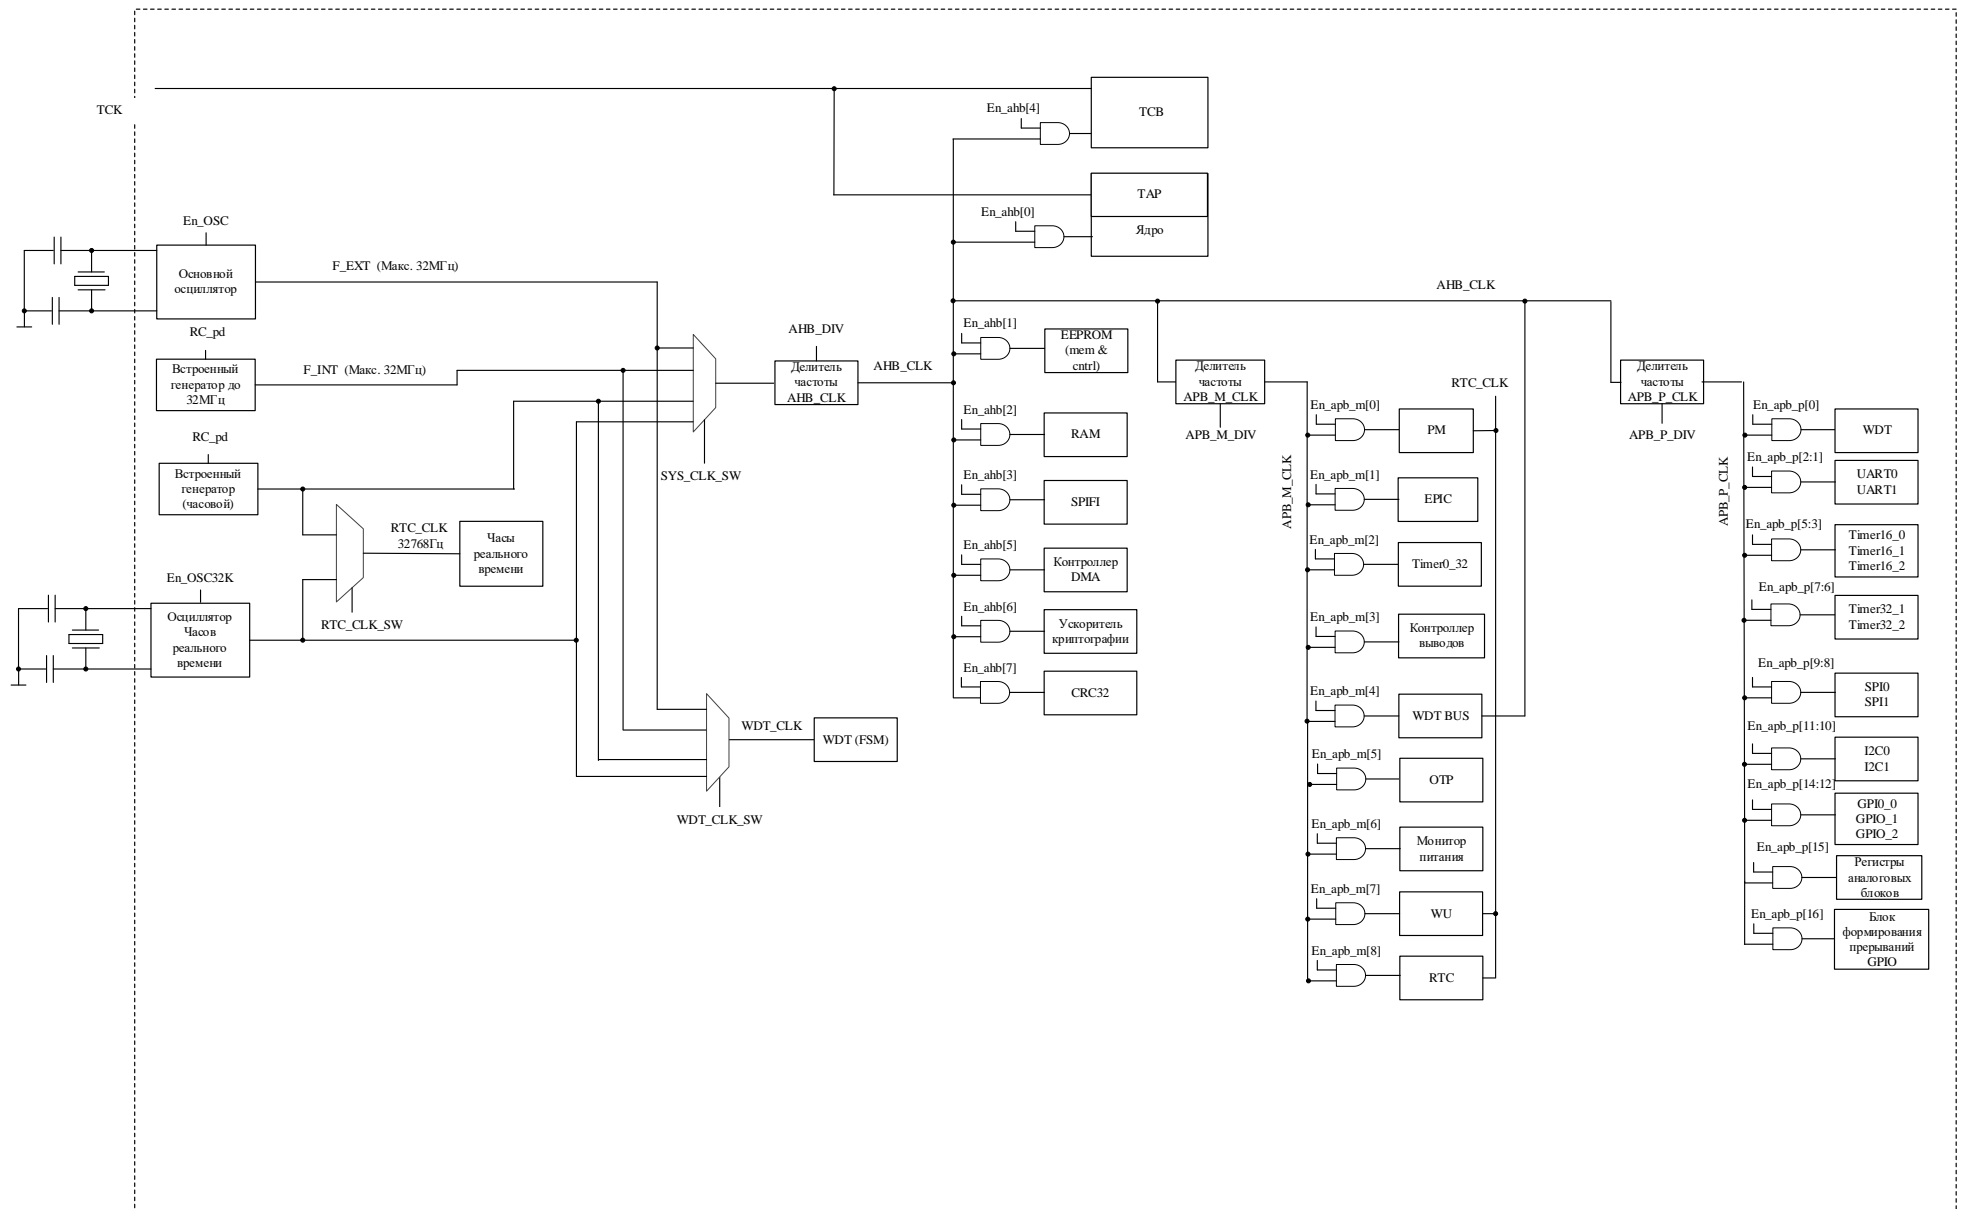 TCK
En_ahb[4]
TCB
TAP
En_ahb[0]
Ядро
En_OSC
Основной
осциллятор
F_EXT (Макс. 32МГц)
RC_pd
Встроенный
генератор до
32МГц
F_INT (Макс. 32МГц)
RC_pd
Встроенный
генератор
(часовой)
RTC_CLK
32768Гц
Часы
реального
времени
RTC_CLK_SW
En_OSC32K
Осциллятор
Часов
реального
времени
SYS_CLK_SW
AHB_DIV
Делитель
частоты
AHB_CLK
AHB_CLK
WDT_CLK
WDT (FSM)
WDT_CLK_SW
En_ahb[1]
EEPROM
(mem &
cntrl)
En_ahb[2]
RAM
En_ahb[3]
SPIFI
En_ahb[5]
Контроллер
DMA
En_ahb[6]
Ускоритель
криптографии
En_ahb[7]
CRC32
AHB_CLK
Делитель
частоты
APB_M_CLK
APB_M_DIV
APB_M_CLK
RTC_CLK
En_apb_m[0]
PM
En_apb_m[1]
EPIC
En_apb_m[2]
Timer0_32
En_apb_m[3]
Контроллер
выводов
En_apb_m[4]
WDT BUS
En_apb_m[5]
OTP
En_apb_m[6]
Монитор
питания
En_apb_m[7]
WU
En_apb_m[8]
RTC
Делитель
частоты
APB_P_CLK
APB_P_DIV
APB_P_CLK
En_apb_p[0]
WDT
En_apb_p[2:1]
UART0
UART1
En_apb_p[5:3]
Timer16_0
Timer16_1
Timer16_2
En_apb_p[7:6]
Timer32_1
Timer32_2
En_apb_p[9:8]
SPI0
SPI1
En_apb_p[11:10]
I2C0
I2C1
En_apb_p[14:12]
GPI0_0
GPIO_1
GPIO_2
En_apb_p[15]
Регистры
аналоговых
блоков
En_apb_p[16]
Блок
формирования
прерываний
GPIO